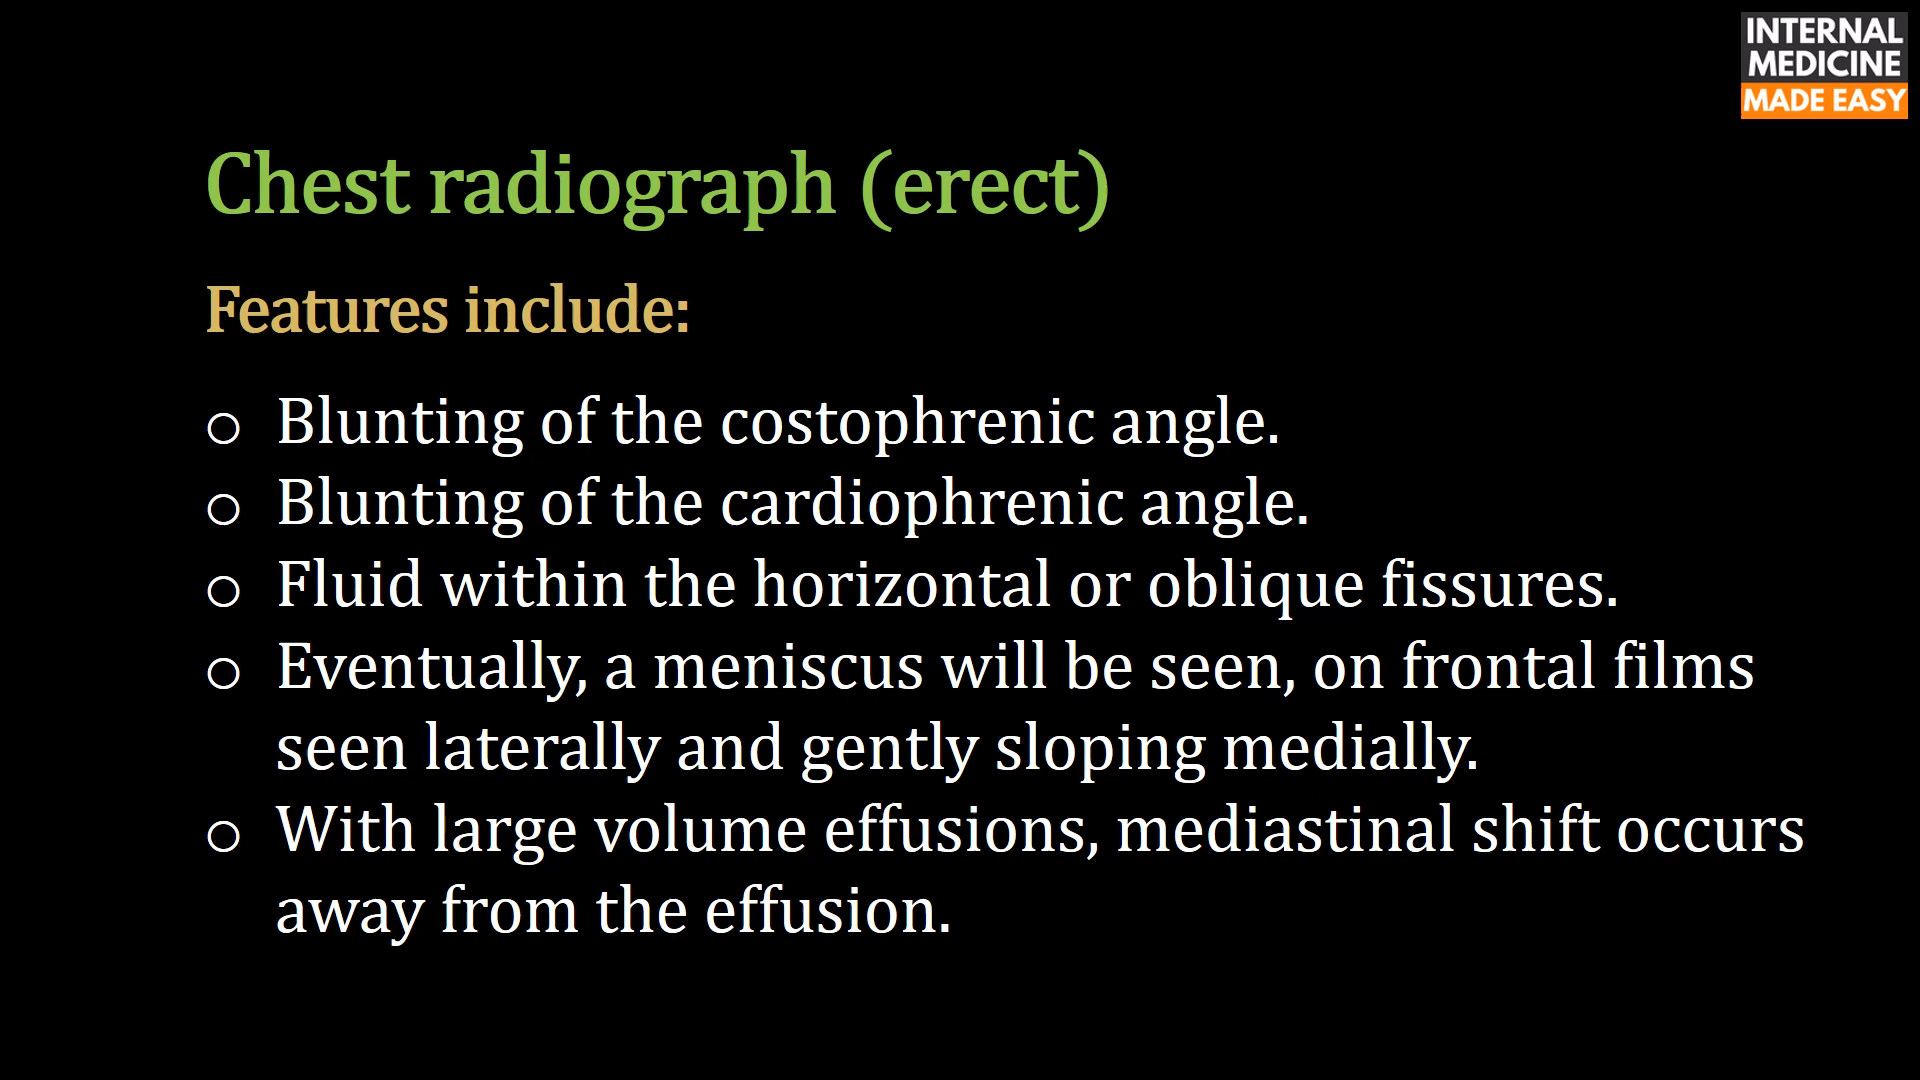 INTERNAL
MEDICINE
MADE EASY
Chest radiograph (erect)
Features include:
o Blunting of the costophrenic angle.
o Blunting of the cardiophrenic angle.
o Fluid within the horizontal or oblique fissures.
o Eventually, a meniscus will be seen, on frontal films
seen laterally and gently sloping medially.
o With large volume effusions, mediastinal shift occurs
away from the effusion.